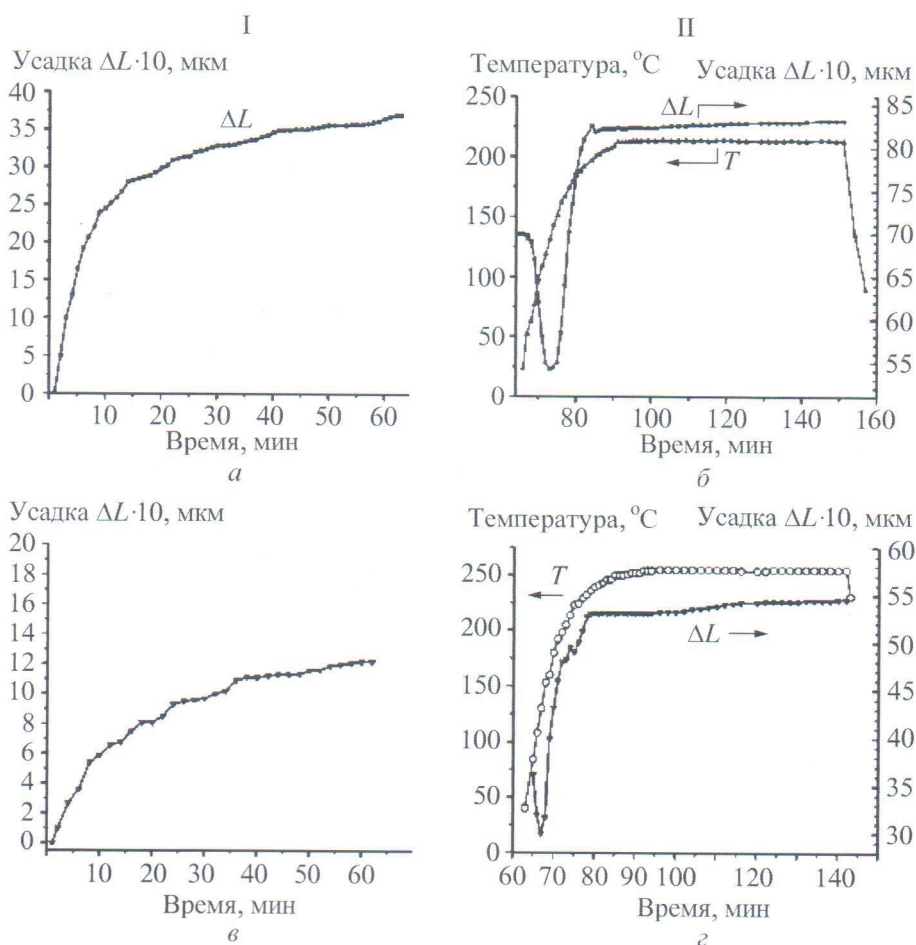 I
II
Усадка ΔL·10, мкм
40
35
30
25
20
15
10
5
0
ΔL
10 20 30 40 50 60
Время, мин
а
Температура, °C Усадка ΔL·10, мкм
250
200
150
100
50
0
ΔL
T
85
80
70
65
60
55
60 80 100 120 140 160
Время, мин
б
Усадка ΔL·10, мкм
20
18
16
14
12
10
8
6
4
2
0
10 20 30 40 50 60
Время, мин
в
Температура, °C Усадка ΔL·10, мкм
250
200
250
150
100
50
0
T
ΔL
60
55
50
45
40
35
30
60 70 80 90 100 120 140
Время, мин
г